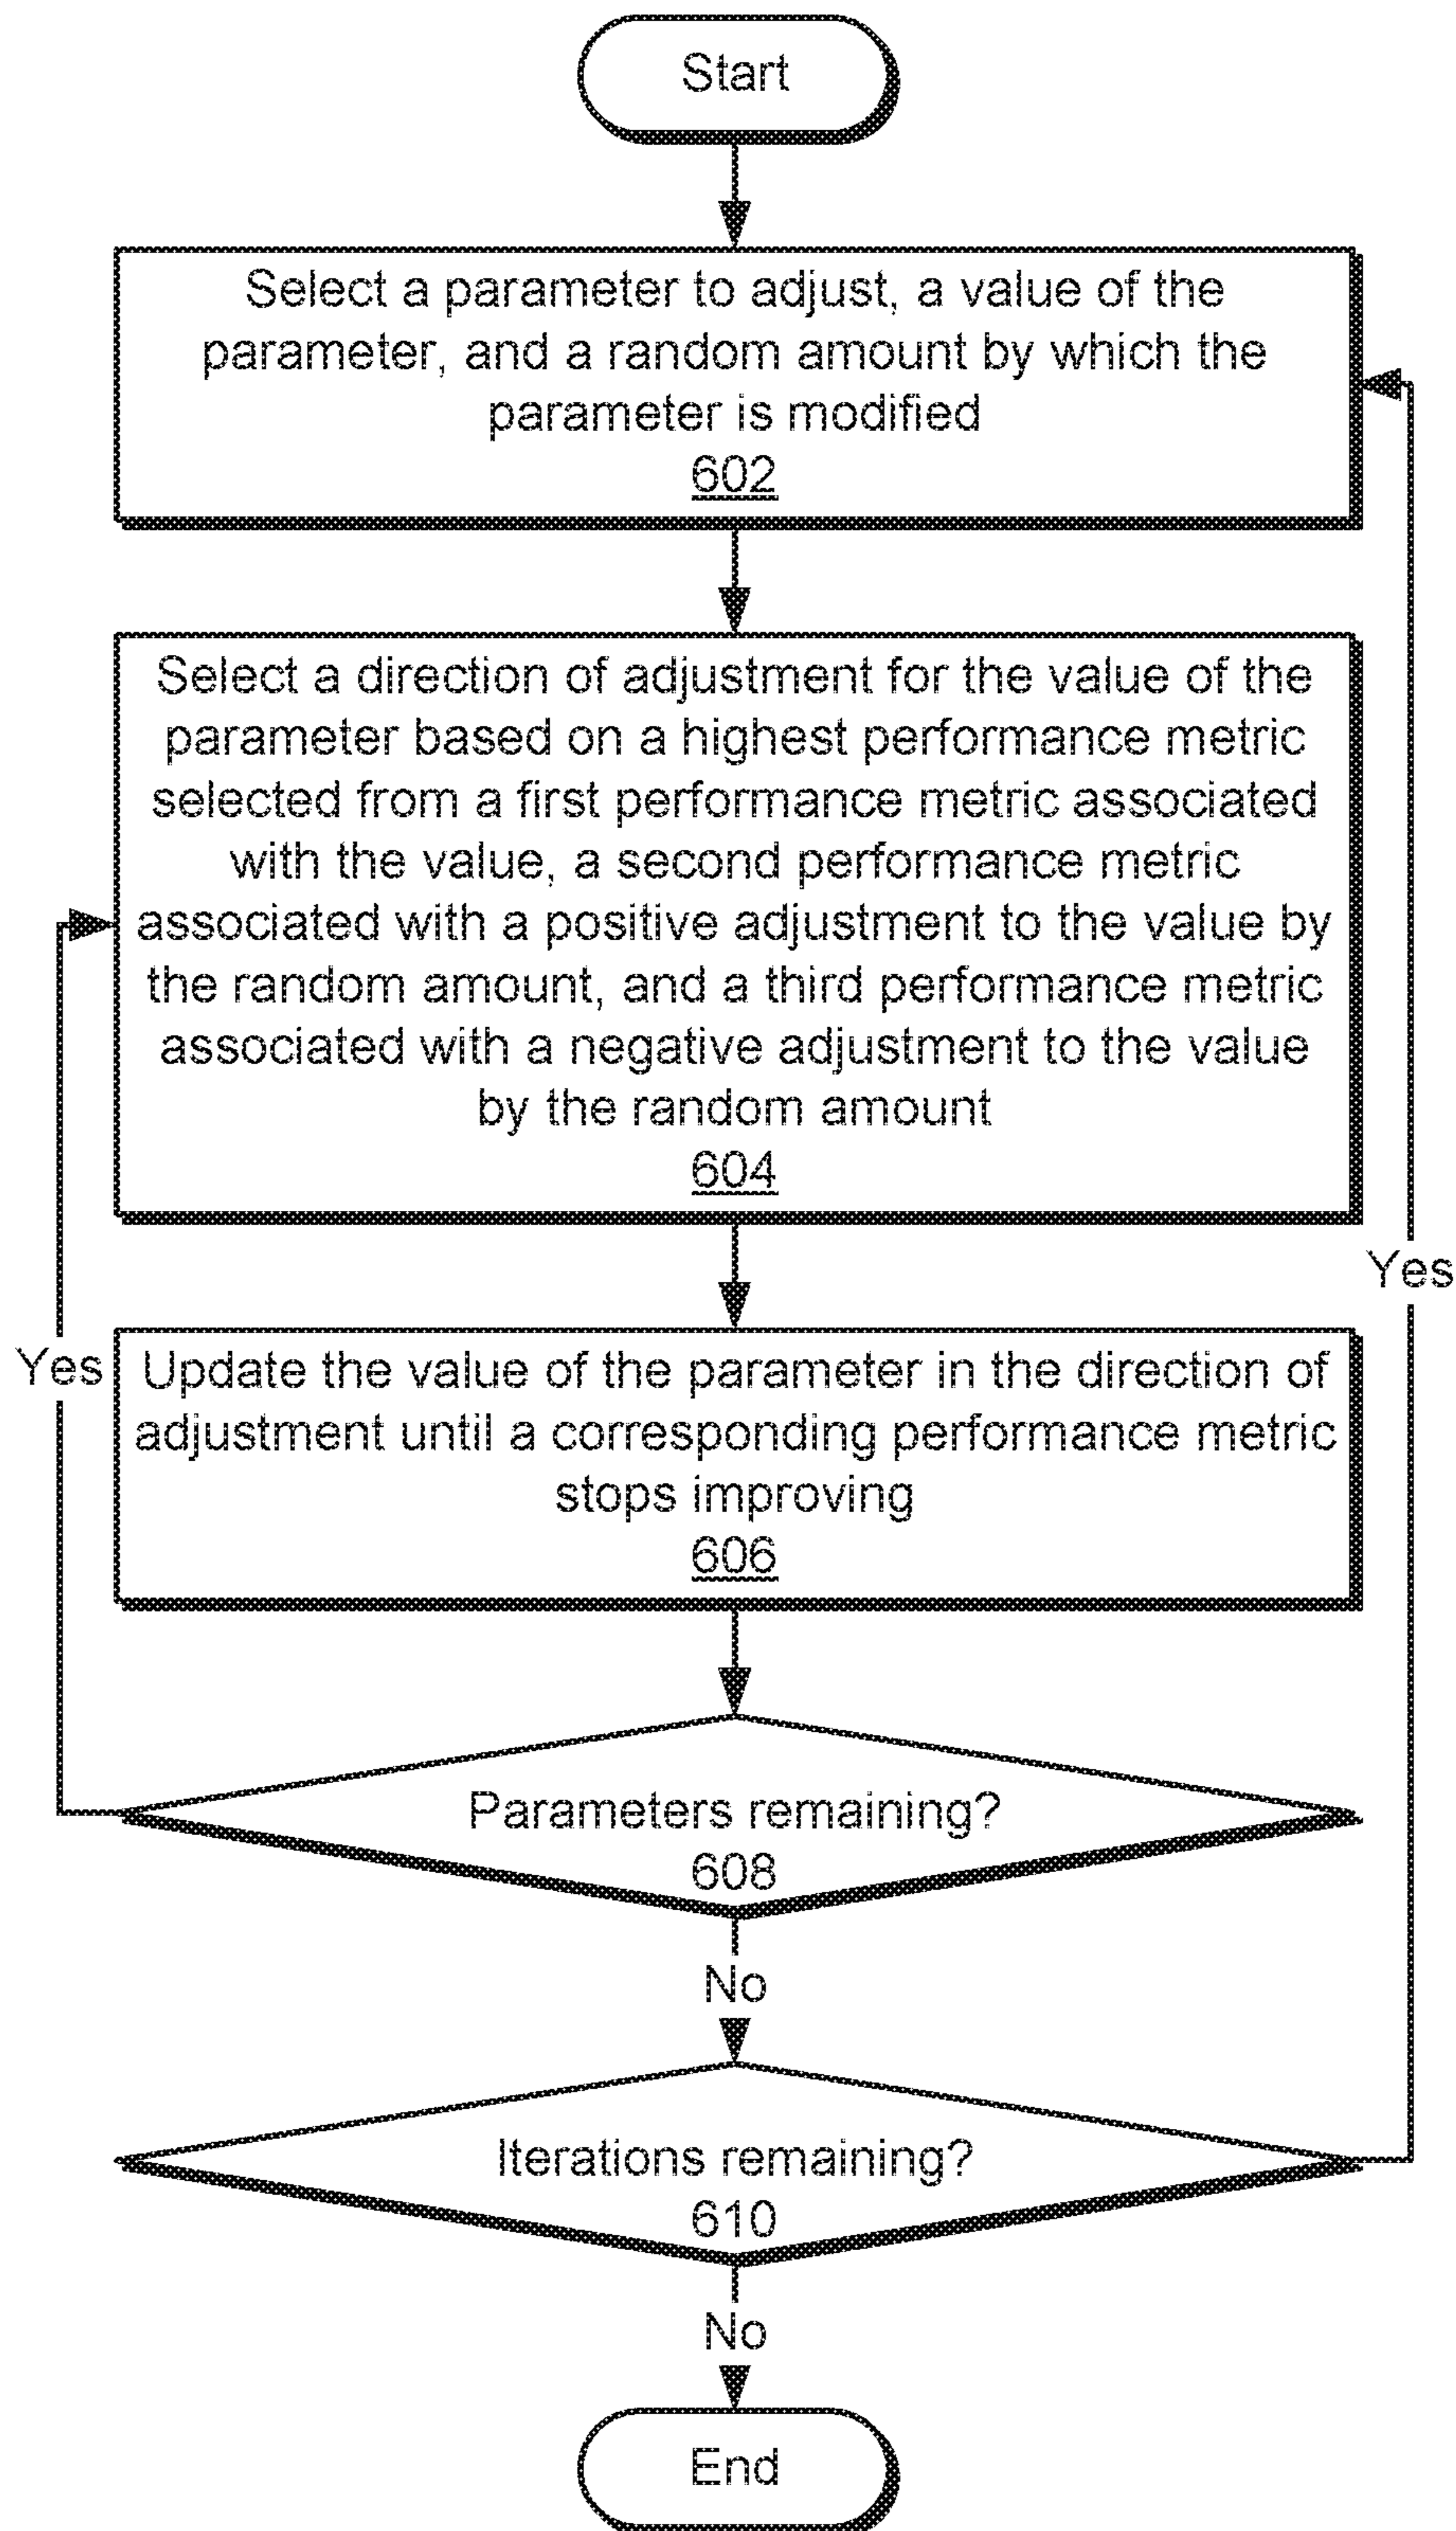 Start
Select a parameter to adjust, a value of the
parameter, and a random amount by which the
parameter is modified
602
Select a direction of adjustment for the value of the
parameter based on a highest performance metric
selected from a first performance metric associated
with the value, a second performance metric
associated with a positive adjustment to the value by
the random amount, and a third performance metric
associated with a negative adjustment to the value
by the random amount
604
Yes
Yes
Update the value of the parameter in the direction of
adjustment until a corresponding performance metric
stops improving
606
Parameters remaining?
608
No
Iterations remaining?
610
No
End